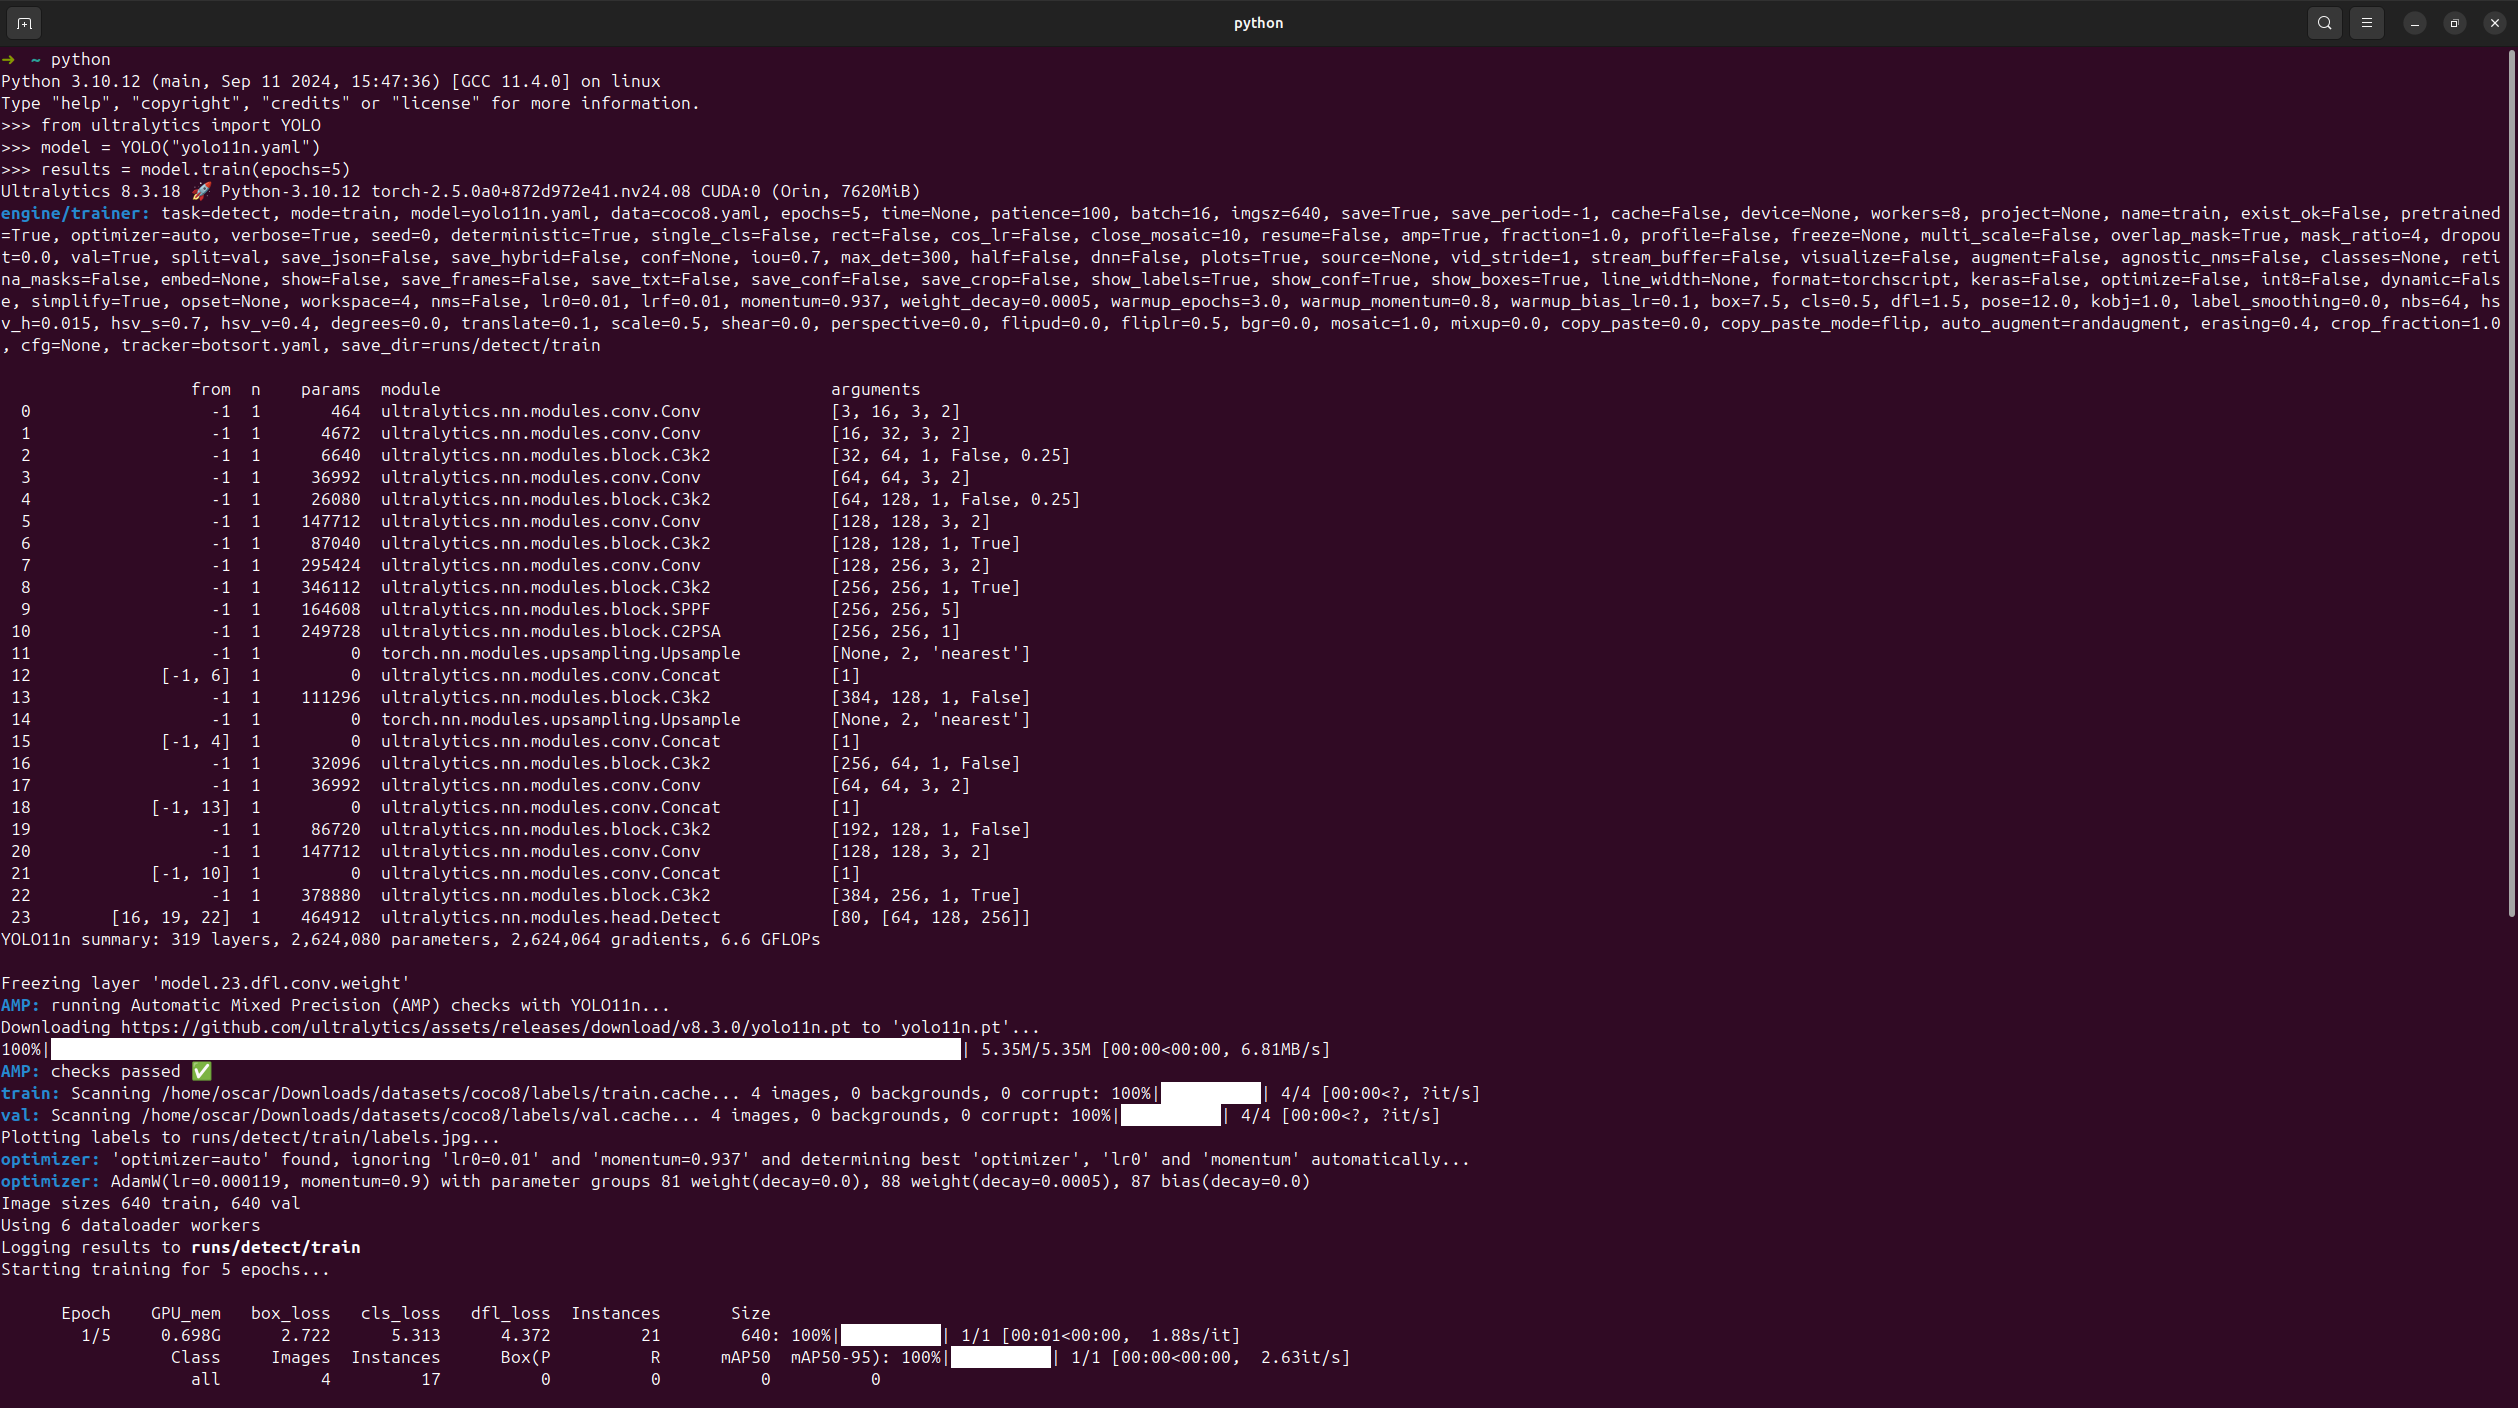 python
➜  ~ python
Python 3.10.12 (main, Sep 11 2024, 15:47:36) [GCC 11.4.0] on linux
Type "help", "copyright", "credits" or "license" for more information.
>>> from ultralytics import YOLO
>>> model = YOLO("yolo11n.yaml")
>>> results = model.train(epochs=5)
Ultralytics 8.3.18 🚀 Python-3.10.12 torch-2.5.0a0+872d972e41.nv24.08 CUDA:0 (Orin, 7620MiB)
engine/trainer: task=detect, mode=train, model=yolo11n.yaml, data=coco8.yaml, epochs=5, time=None, patience=100, batch=16, imgsz=640, save=True, save_period=-1, cache=False, device=None, workers=8, project=None, name=train, exist_ok=False, pretrained
=True, optimizer=auto, verbose=True, seed=0, deterministic=True, single_cls=False, rect=False, cos_lr=False, close_mosaic=10, resume=False, amp=True, fraction=1.0, profile=False, freeze=None, multi_scale=False, overlap_mask=True, mask_ratio=4, dropou
t=0.0, val=True, split=val, save_json=False, save_hybrid=False, conf=None, iou=0.7, max_det=300, half=False, dnn=False, plots=True, source=None, vid_stride=1, stream_buffer=False, visualize=False, augment=False, agnostic_nms=False, classes=None, reti
na_masks=False, embed=None, show=False, save_frames=False, save_txt=False, save_conf=False, save_crop=False, show_labels=True, show_conf=True, show_boxes=True, line_width=None, format=torchscript, keras=False, optimize=False, int8=False, dynamic=Fals
e, simplify=True, opset=None, workspace=4, nms=False, lr0=0.01, lrf=0.01, momentum=0.937, weight_decay=0.0005, warmup_epochs=3.0, warmup_momentum=0.8, warmup_bias_lr=0.1, box=7.5, cls=0.5, dfl=1.5, pose=12.0, kobj=1.0, label_smoothing=0.0, nbs=64, hs
v_h=0.015, hsv_s=0.7, hsv_v=0.4, degrees=0.0, translate=0.1, scale=0.5, shear=0.0, perspective=0.0, flipud=0.0, fliplr=0.5, bgr=0.0, mosaic=1.0, mixup=0.0, copy_paste=0.0, copy_paste_mode=flip, auto_augment=randaugment, erasing=0.4, crop_fraction=1.0
, cfg=None, tracker=botsort.yaml, save_dir=runs/detect/train
from  n    params  module                                       arguments
0                  -1  1       464  ultralytics.nn.modules.conv.Conv             [3, 16, 3, 2]
1                  -1  1      4672  ultralytics.nn.modules.conv.Conv             [16, 32, 3, 2]
2                  -1  1      6640  ultralytics.nn.modules.block.C3k2            [32, 64, 1, False, 0.25]
3                  -1  1     36992  ultralytics.nn.modules.conv.Conv             [64, 64, 3, 2]
4                  -1  1     26080  ultralytics.nn.modules.block.C3k2            [64, 128, 1, False, 0.25]
5                  -1  1    147712  ultralytics.nn.modules.conv.Conv             [128, 128, 3, 2]
6                  -1  1     87040  ultralytics.nn.modules.block.C3k2            [128, 128, 1, True]
7                  -1  1    295424  ultralytics.nn.modules.conv.Conv             [128, 256, 3, 2]
8                  -1  1    346112  ultralytics.nn.modules.block.C3k2            [256, 256, 1, True]
9                  -1  1    164608  ultralytics.nn.modules.block.SPPF            [256, 256, 5]
10                  -1  1    249728  ultralytics.nn.modules.block.C2PSA           [256, 256, 1]
11                  -1  1         0  torch.nn.modules.upsampling.Upsample         [None, 2, 'nearest']
12             [-1, 6]  1         0  ultralytics.nn.modules.conv.Concat           [1]
13                  -1  1    111296  ultralytics.nn.modules.block.C3k2            [384, 128, 1, False]
14                  -1  1         0  torch.nn.modules.upsampling.Upsample         [None, 2, 'nearest']
15             [-1, 4]  1         0  ultralytics.nn.modules.conv.Concat           [1]
16                  -1  1     32096  ultralytics.nn.modules.block.C3k2            [256, 64, 1, False]
17                  -1  1     36992  ultralytics.nn.modules.conv.Conv             [64, 64, 3, 2]
18            [-1, 13]  1         0  ultralytics.nn.modules.conv.Concat           [1]
19                  -1  1     86720  ultralytics.nn.modules.block.C3k2            [192, 128, 1, False]
20                  -1  1    147712  ultralytics.nn.modules.conv.Conv             [128, 128, 3, 2]
21            [-1, 10]  1         0  ultralytics.nn.modules.conv.Concat           [1]
22                  -1  1    378880  ultralytics.nn.modules.block.C3k2            [384, 256, 1, True]
23        [16, 19, 22]  1    464912  ultralytics.nn.modules.head.Detect           [80, [64, 128, 256]]
YOLO11n summary: 319 layers, 2,624,080 parameters, 2,624,064 gradients, 6.6 GFLOPs
Freezing layer 'model.23.dfl.conv.weight'
AMP: running Automatic Mixed Precision (AMP) checks with YOLO11n...
Downloading https://github.com/ultralytics/assets/releases/download/v8.3.0/yolo11n.pt to 'yolo11n.pt'...
100%|██████████| 5.35M/5.35M [00:00<00:00, 6.81MB/s]
AMP: checks passed ✅
train: Scanning /home/oscar/Downloads/datasets/coco8/labels/train.cache... 4 images, 0 backgrounds, 0 corrupt: 100%|██████████| 4/4 [00:00<?, ?it/s]
val: Scanning /home/oscar/Downloads/datasets/coco8/labels/val.cache... 4 images, 0 backgrounds, 0 corrupt: 100%|██████████| 4/4 [00:00<?, ?it/s]
Plotting labels to runs/detect/train/labels.jpg...
optimizer: 'optimizer=auto' found, ignoring 'lr0=0.01' and 'momentum=0.937' and determining best 'optimizer', 'lr0' and 'momentum' automatically...
optimizer: AdamW(lr=0.000119, momentum=0.9) with parameter groups 81 weight(decay=0.0), 88 weight(decay=0.0005), 87 bias(decay=0.0)
Image sizes 640 train, 640 val
Using 6 dataloader workers
Logging results to runs/detect/train
Starting training for 5 epochs...
Epoch    GPU_mem   box_loss   cls_loss   dfl_loss  Instances       Size
1/5     0.698G      2.722      5.313      4.372         21        640: 100%|██████████| 1/1 [00:01<00:00,  1.88s/it]
Class     Images  Instances      Box(P          R      mAP50  mAP50-95): 100%|██████████| 1/1 [00:00<00:00,  2.63it/s]
all          4         17          0          0          0          0